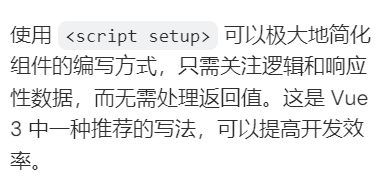 使用 <script setup> 可以极大地简化
组件的编写方式，只需关注逻辑和响应
性数据，而无需处理返回值。这是 Vue
3 中一种推荐的写法，可以提高开发效
率。